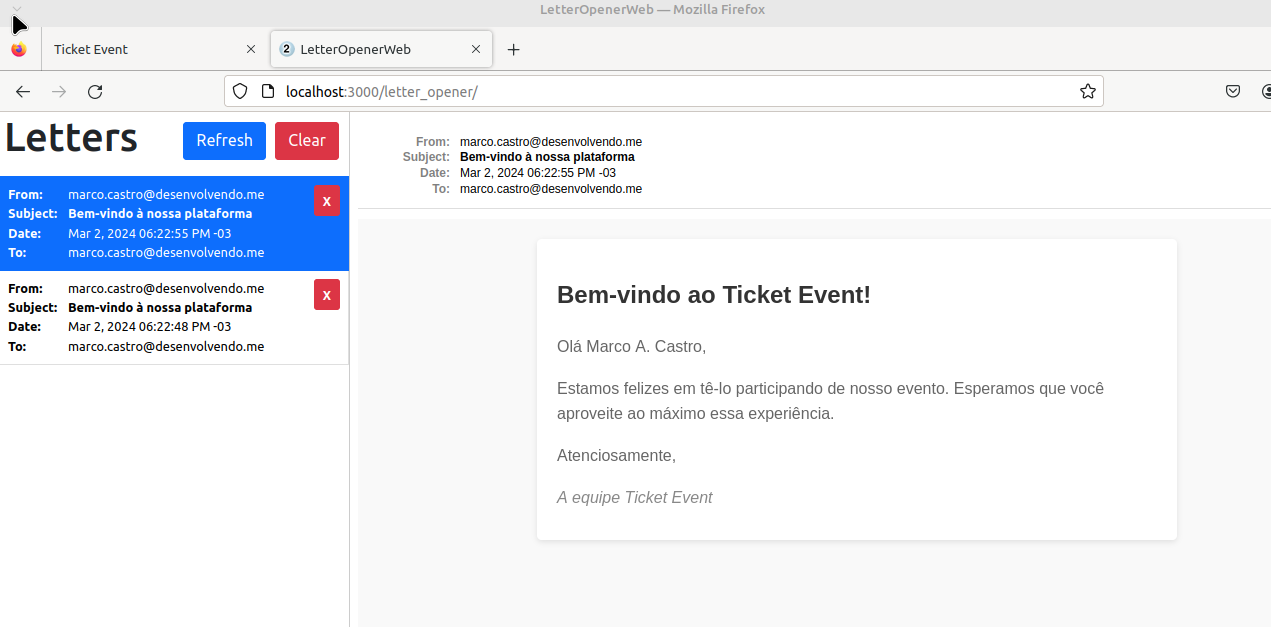 LetterOpenerWeb — Mozilla Firefox
Ticket Event
2 LetterOpenerWeb
localhost:3000/letter_opener/
Letters Refresh Clear
From: marco.castro@desenvolvendo.me X
Subject: Bem-vindo à nossa plataforma
Date: Mar 2, 2024 06:22:55 PM -03
To: marco.castro@desenvolvendo.me
From: marco.castro@desenvolvendo.me X
Subject: Bem-vindo à nossa plataforma
Date: Mar 2, 2024 06:22:48 PM -03
To: marco.castro@desenvolvendo.me
From: marco.castro@desenvolvendo.me
Subject: Bem-vindo à nossa plataforma
Date: Mar 2, 2024 06:22:55 PM -03
To: marco.castro@desenvolvendo.me
Bem-vindo ao Ticket Event!
Olá Marco A. Castro,
Estamos felizes em tê-lo participando de nosso evento. Esperamos que você
aproveite ao máximo essa experiência.
Atenciosamente,
A equipe Ticket Event